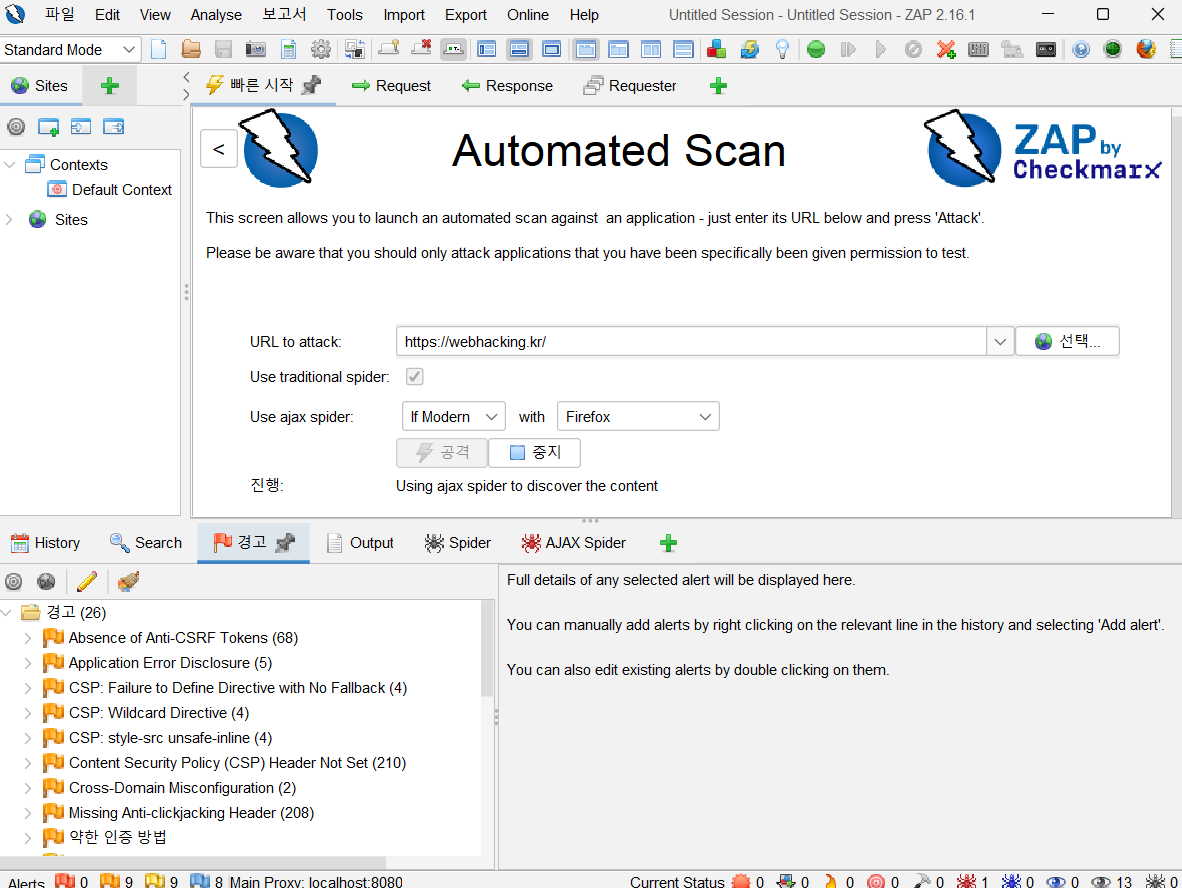 파일 Edit View Analyse 보고서 Tools Import Export Online Help Untitled Session - Untitled Session - ZAP 2.16.1
Standard Mode
Sites
빠른 시작 Request Response Requester
< Automated Scan ZAP by Checkmarx
Contexts
Default Context
Sites
This screen allows you to launch an automated scan against an application - just enter its URL below and press 'Attack'.
Please be aware that you should only attack applications that you have been specifically been given permission to test.
URL to attack: https://webhacking.kr/ 선택...
Use traditional spider:
Use ajax spider: If Modern with Firefox
공격 중지
진행: Using ajax spider to discover the content
History Search 경고 Output Spider AJAX Spider
경고 (26)
Absence of Anti-CSRF Tokens (68)
Application Error Disclosure (5)
CSP: Failure to Define Directive with No Fallback (4)
CSP: Wildcard Directive (4)
CSP: style-src unsafe-inline (4)
Content Security Policy (CSP) Header Not Set (210)
Cross-Domain Misconfiguration (2)
Missing Anti-clickjacking Header (208)
약한 인증 방법
Full details of any selected alert will be displayed here.
You can manually add alerts by right clicking on the relevant line in the history and selecting 'Add alert'.
You can also edit existing alerts by double clicking on them.
Alerts 0 9 9 8 Main Proxy: localhost:8080 Current Status 0 0 0 0 0 1 0 0 13 0